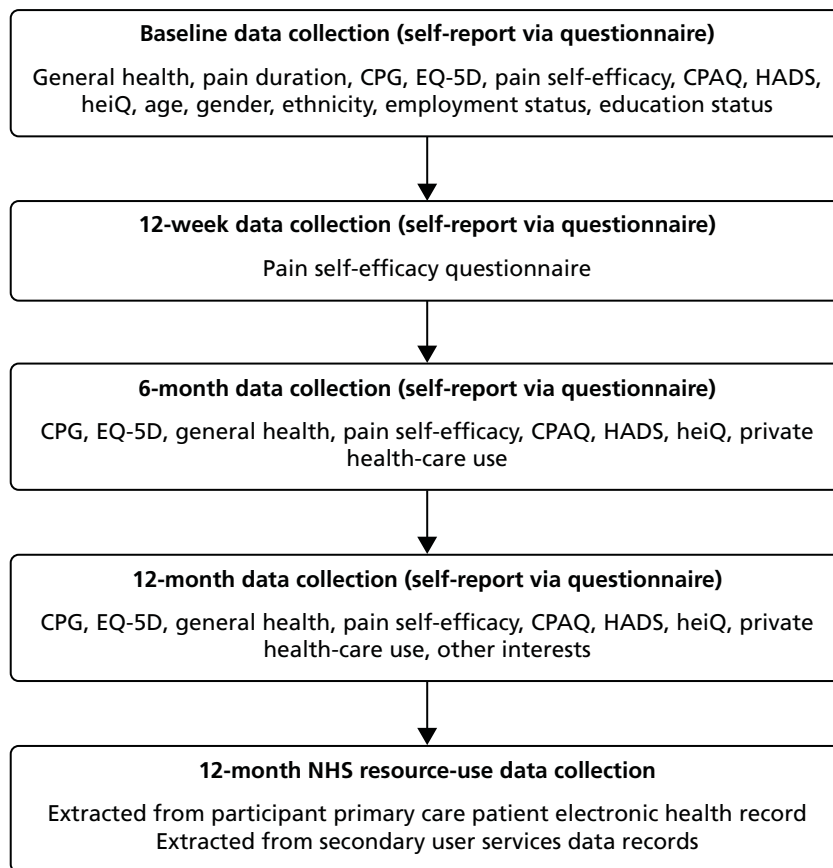 Baseline data collection (self-report via questionnaire)
General health, pain duration, CPG, EQ-5D, pain self-efficacy, CPAQ, HADS,
heiQ, age, gender, ethnicity, employment status, education status
12-week data collection (self-report via questionnaire)
Pain self-efficacy questionnaire
6-month data collection (self-report via questionnaire)
CPG, EQ-5D, general health, pain self-efficacy, CPAQ, HADS, heiQ, private
health-care use
12-month data collection (self-report via questionnaire)
CPG, EQ-5D, general health, pain self-efficacy, CPAQ, HADS, heiQ, private
health-care use, other interests
12-month NHS resource-use data collection
Extracted from participant primary care patient electronic health record
Extracted from secondary user services data records